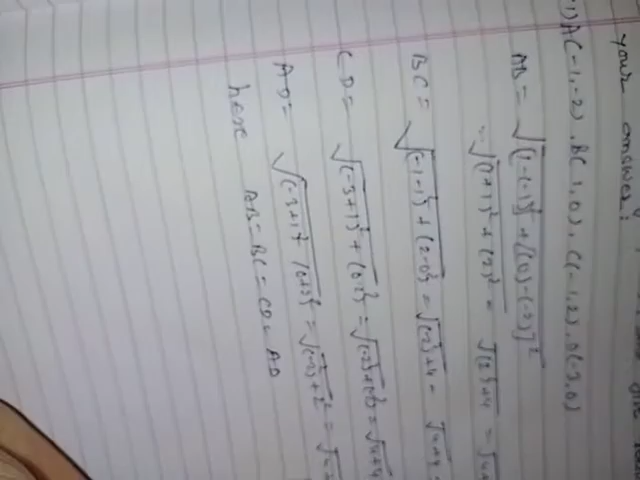 your answer:
A(-1,-2), B(1,0), C(-1,2), D(-3,0)
AB = √(1-(-1))² + [(0)-(-2)]²
= √(1+1)² + (2)² = √(2)²+4 =
BC = √(-1-1)² + (2-0)² = √(-2)²+4 =
CD = √(-3+1)² + (0-2)² = √(-2)²+(-2)² = √4+4
AD = √(-3+1)² + (0+2)² = √(-2)²+2² =
here AB = BC = CD = AD